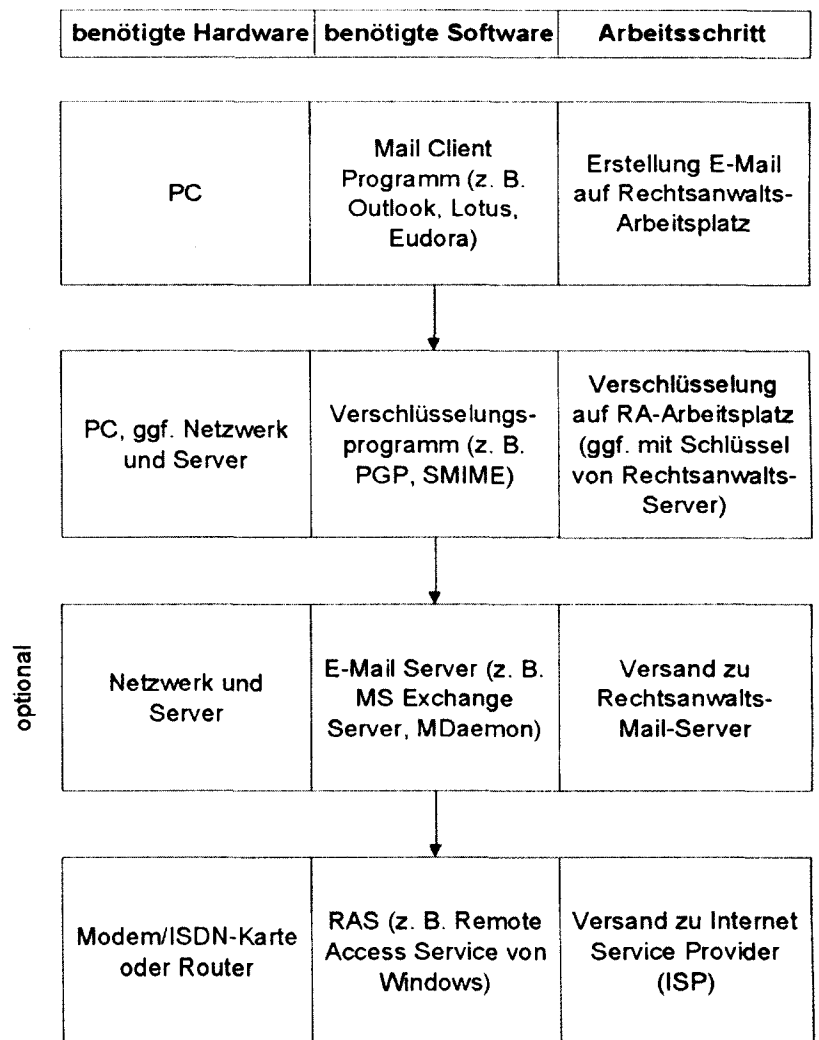 benötigte Hardware benötigte Software Arbeitsschritt
PC
Mail Client
Programm (z. B.
Outlook, Lotus,
Eudora)
Erstellung E-Mail
auf Rechtsanwalts-
Arbeitsplatz
PC, ggf. Netzwerk
und Server
Verschlüsselungs-
programm (z. B.
PGP, SMIME)
Verschlüsselung
auf RA-Arbeitsplatz
(ggf. mit Schlüssel
von Rechtsanwalts-
Server)
optional
Netzwerk und
Server
E-Mail Server (z. B.
MS Exchange
Server, MDaemon)
Versand zu
Rechtsanwalts-
Mail-Server
Modem/ISDN-Karte
oder Router
RAS (z. B. Remote
Access Service von
Windows)
Versand zu Internet
Service Provider
(ISP)